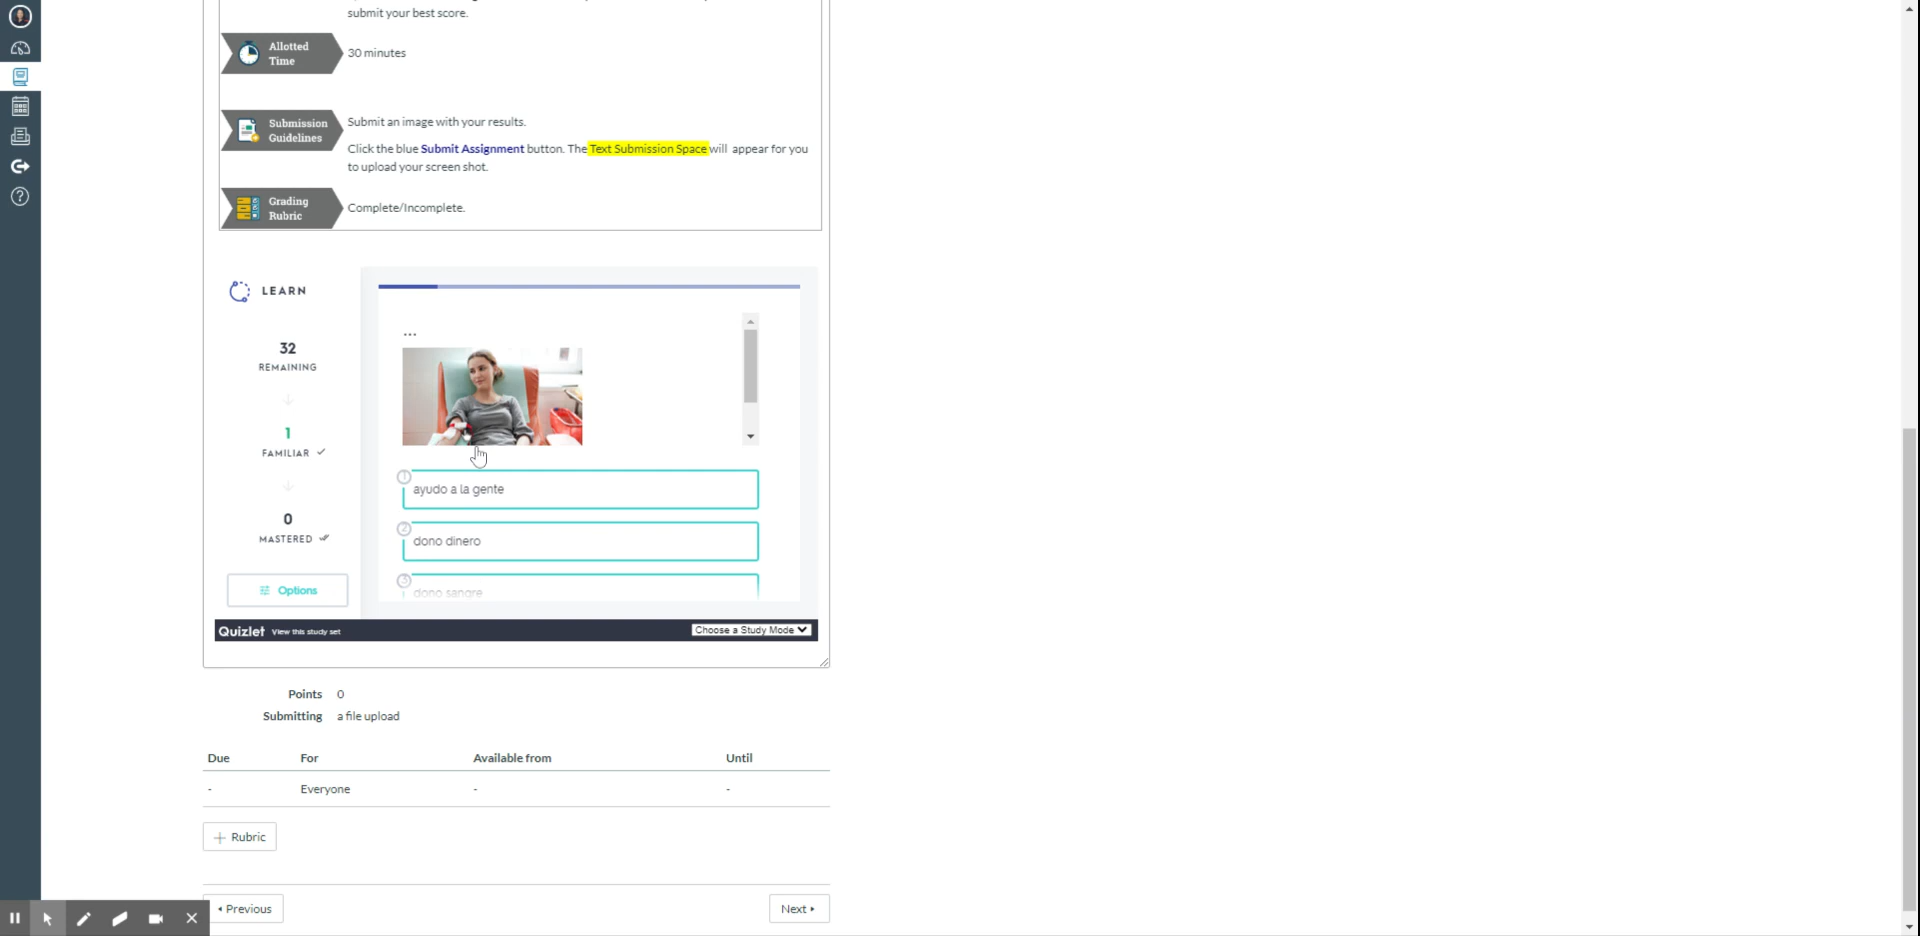 submit your best score.
Allotted
Time
30 minutes
Submission
Guidelines
Submit an image with your results.
Click the blue Submit Assignment button. The Text Submission Space will appear for you
to upload your screen shot.
Grading
Rubric
Complete/Incomplete.
LEARN
32
REMAINING
1
FAMILIAR
0
MASTERED
Options
...
1
ayudo a la gente
2
dono dinero
3
dono sangre
Quizlet View this study set
Choose a Study Mode
Points 0
Submitting a file upload
Due For Available from Until
- Everyone - -
+ Rubric
Previous
Next